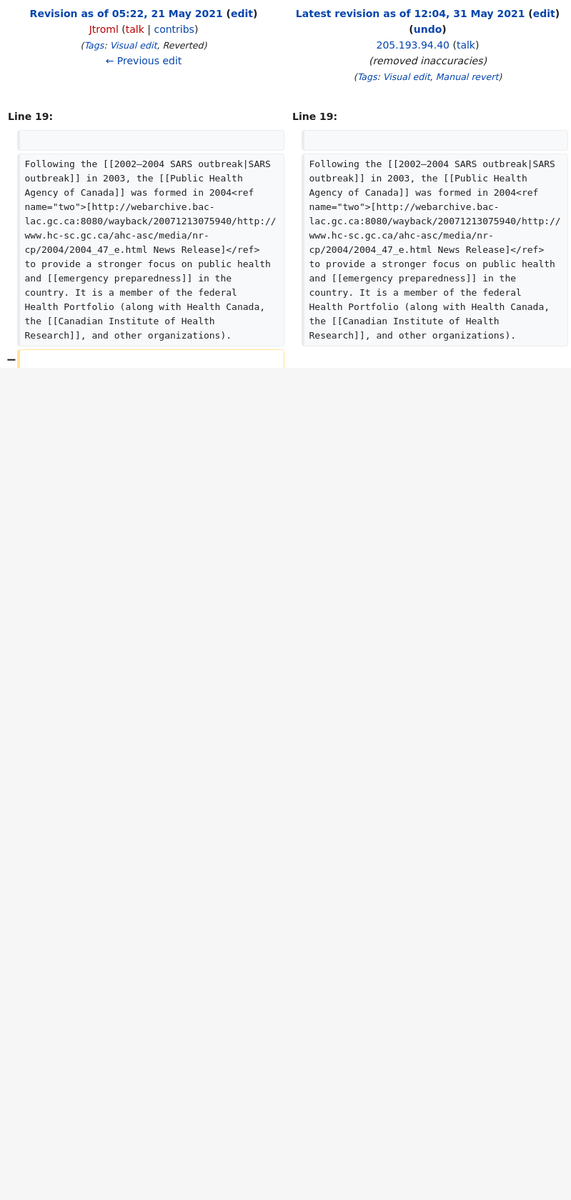 Revision as of 05:22, 21 May 2021 (edit)
Jtroml (talk | contribs)
(Tags: Visual edit, Reverted)
← Previous edit
Latest revision as of 12:04, 31 May 2021 (edit)
(undo)
205.193.94.40 (talk)
(removed inaccuracies)
(Tags: Visual edit, Manual revert)
Line 19:
Line 19:
Following the [[2002–2004 SARS outbreak|SARS
outbreak]] in 2003, the [[Public Health
Agency of Canada]] was formed in 2004<ref
name="two">[http://webarchive.bac-
lac.gc.ca:8080/wayback/20071213075940/http://
www.hc-sc.gc.ca/ahc-asc/media/nr-
cp/2004/2004_47_e.html News Release]</ref>
to provide a stronger focus on public health
and [[emergency preparedness]] in the
country. It is a member of the federal
Health Portfolio (along with Health Canada,
the [[Canadian Institute of Health
Research]], and other organizations).
Following the [[2002–2004 SARS outbreak|SARS
outbreak]] in 2003, the [[Public Health
Agency of Canada]] was formed in 2004<ref
name="two">[http://webarchive.bac-
lac.gc.ca:8080/wayback/20071213075940/http://
www.hc-sc.gc.ca/ahc-asc/media/nr-
cp/2004/2004_47_e.html News Release]</ref>
to provide a stronger focus on public health
and [[emergency preparedness]] in the
country. It is a member of the federal
Health Portfolio (along with Health Canada,
the [[Canadian Institute of Health
Research]], and other organizations).
−